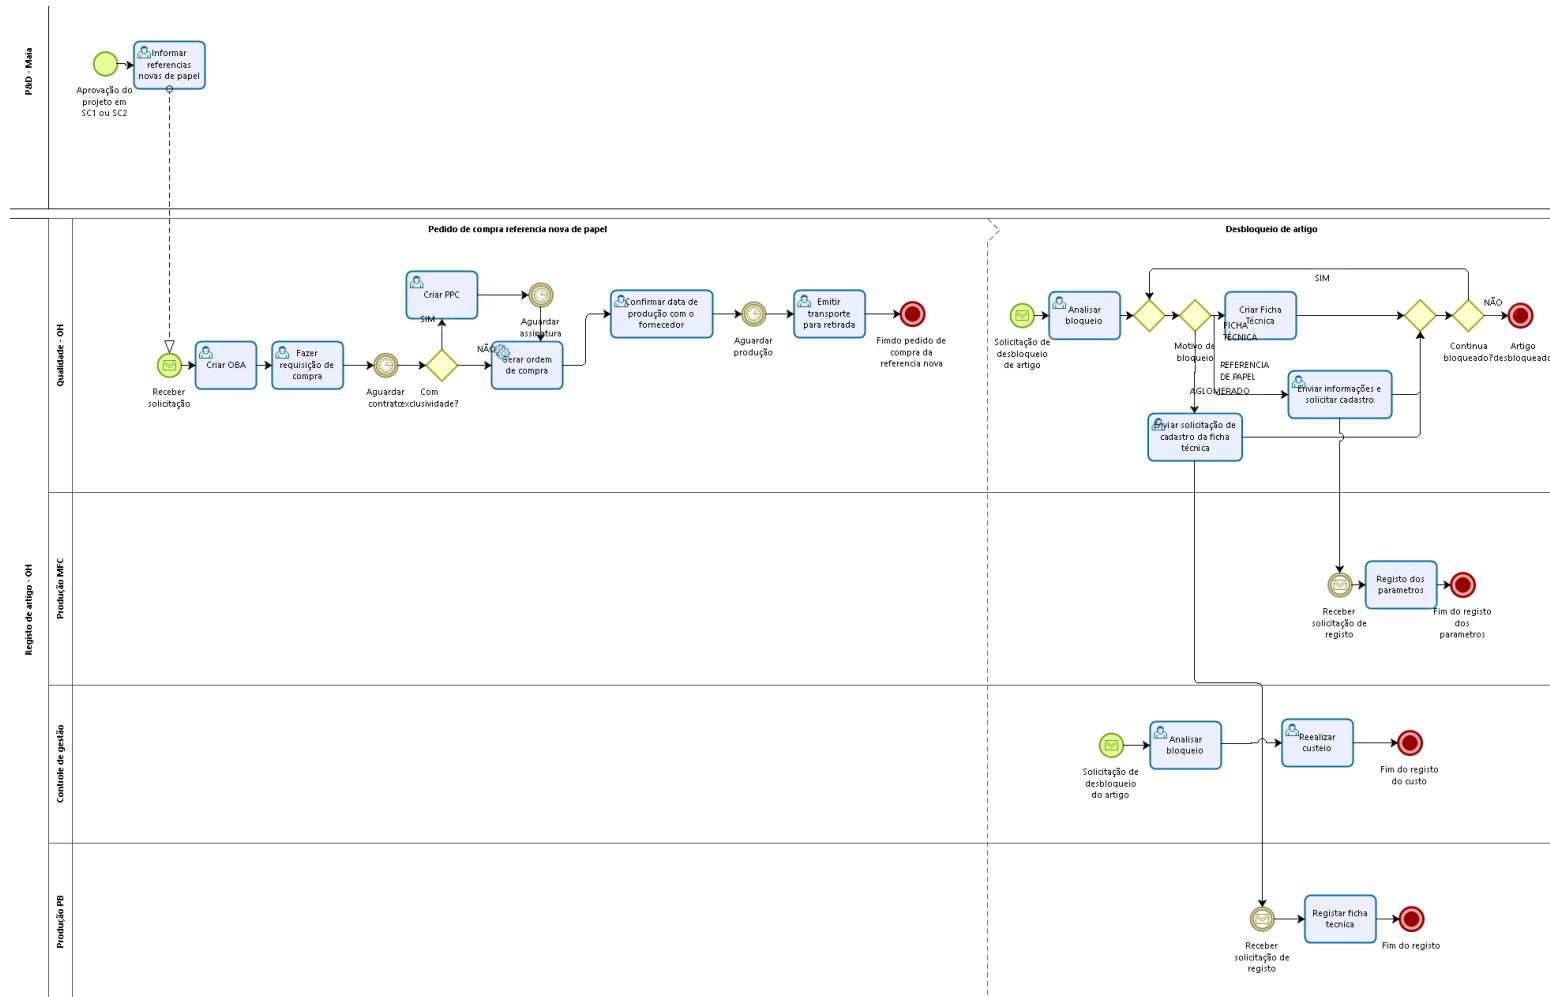 P&D - Maia
Informar
referencias
novas de papel
Aprovação do
projeto em
SC1 ou SC2
Registo de artigo - OH
Qualidade - OH
Pedido de compra referencia nova de papel
Receber
solicitação
Criar OBA
Fazer
requisição de
compra
Aguardar
contrato
Com
exclusividade?
SIM
NÃO
Criar PPC
Aguardar
assinatura
Gerar ordem
de compra
Confirmar data de
produção com o
fornecedor
Aguardar
produção
Emitir
transporte
para retirada
Fimdo pedido de
compra da
referencia nova
Desbloqueio de artigo
Solicitação de
desbloqueio
de artigo
Analisar
bloqueio
Motivo de
bloqueio
SIM
Criar Ficha
Técnica
FICHA
TÉCNICA
REFERENCIA
DE PAPEL
AGLOMERADO
Enviar informações e
solicitar cadastro
Enviar solicitação de
cadastro da ficha
técnica
Continua
bloqueado?
NÃO
Artigo
desbloqueado
Produção MFC
Receber
solicitação de
registo
Registo dos
parametros
Fim do registo
dos
parametros
Controle de gestão
Solicitação de
desbloqueio
do artigo
Analisar
bloqueio
Reealizar
custeio
Fim do registo
do custo
Produção PB
Receber
solicitação de
registo
Registar ficha
tecnica
Fim do registo